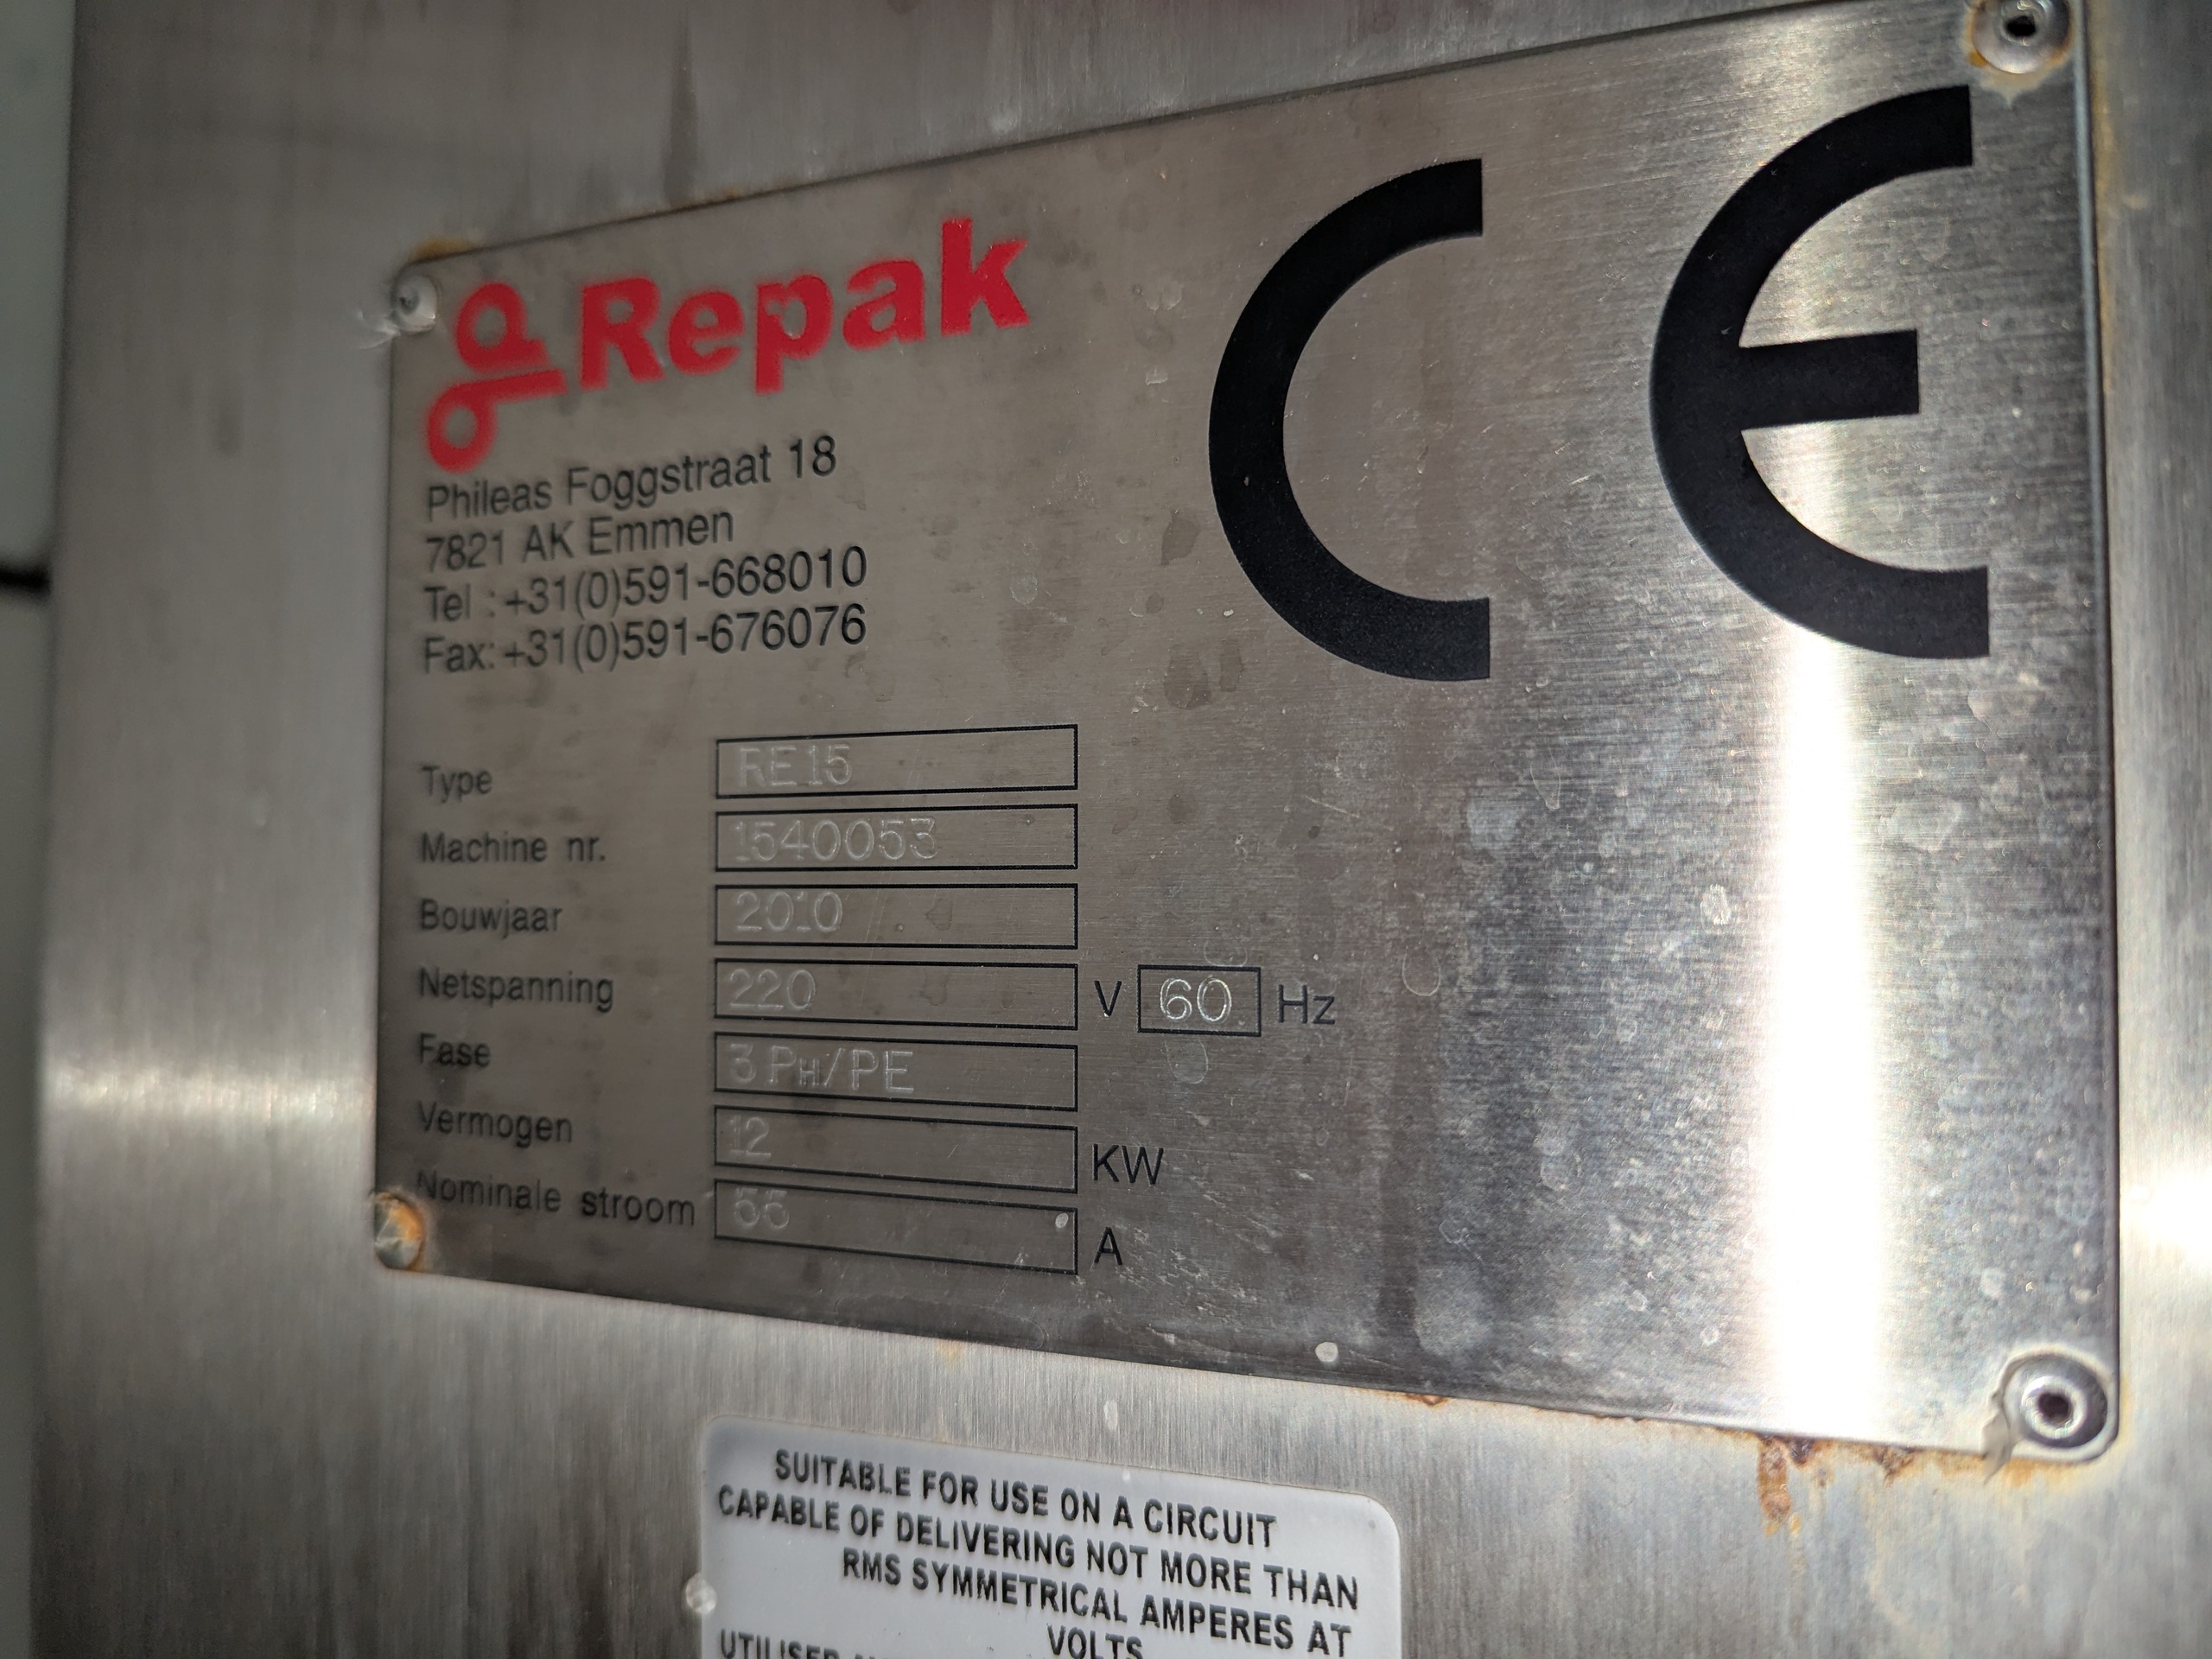 Repak
CE
Phileas Foggstraat 18
7821 AK Emmen
Tel : +31(0)591-668010
Fax: +31(0)591-676076
Type RE15
Machine nr. 1540053
Bouwjaar 2010
Netspanning 220 V 60 Hz
Fase 3 PH/PE
Vermogen 12 KW
Nominale stroom 55 A
SUITABLE FOR USE ON A CIRCUIT
CAPABLE OF DELIVERING NOT MORE THAN
RMS SYMMETRICAL AMPERES AT
VOLTS
UTILISER